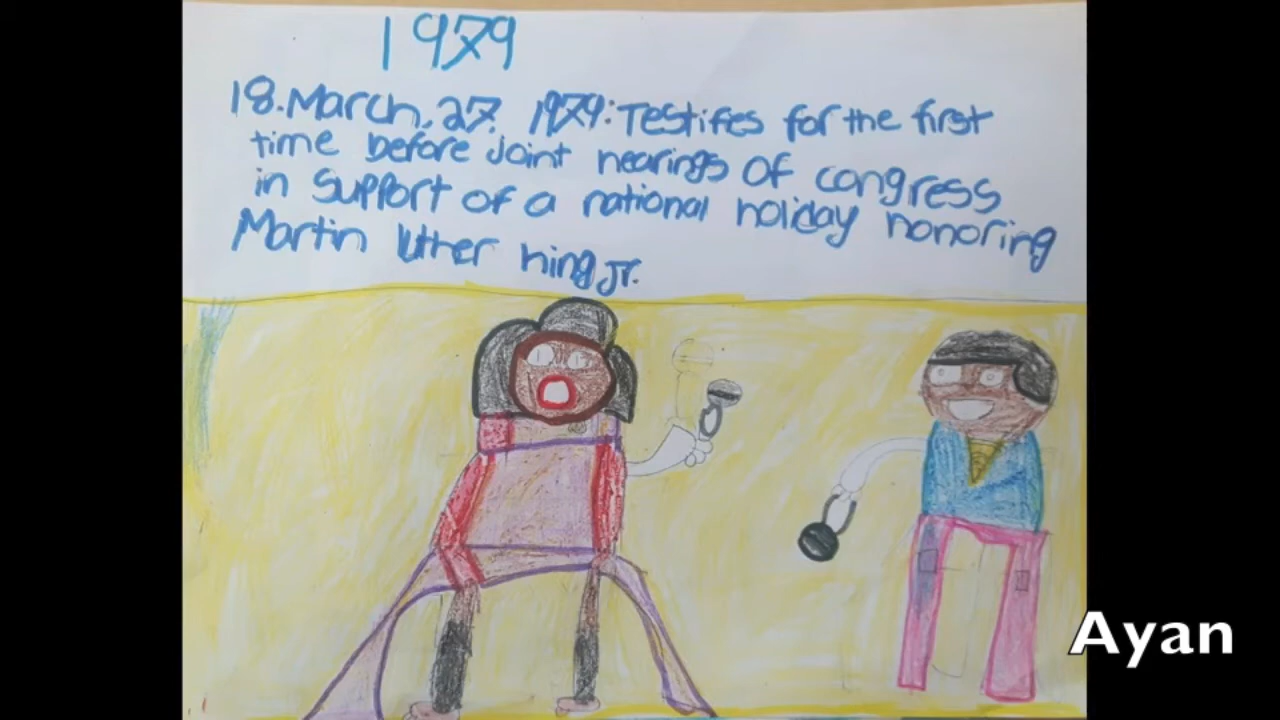 1979
18. March, 27, 1979: Testifies for the first
time before joint hearings of congress
in support of a national holiday honoring
Martin luther king Jr.
Ayan